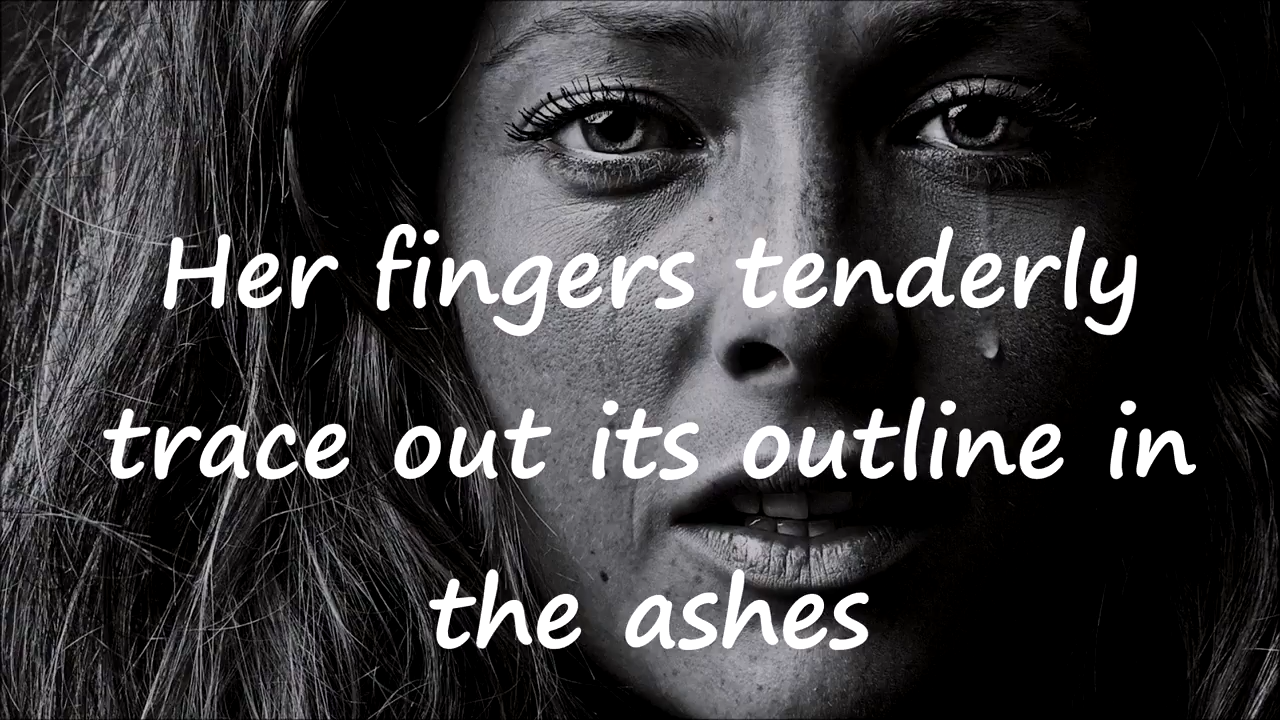 Her fingers tenderly
trace out its outline in
the ashes